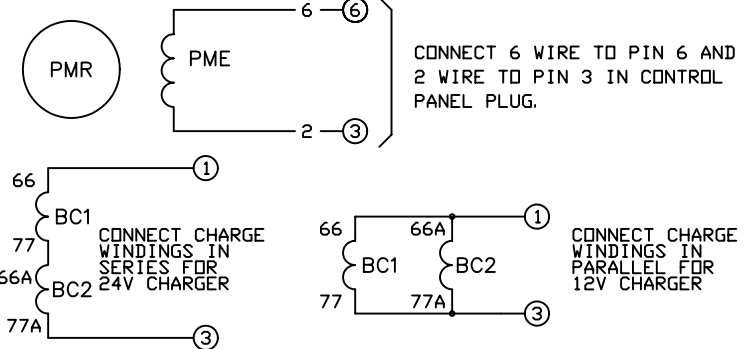 6 6
PMR
PME
CONNECT 6 WIRE TO PIN 6 AND
2 WIRE TO PIN 3 IN CONTROL
PANEL PLUG.
2 3
1
66
BC1
77
66A
BC2
77A
3
CONNECT CHARGE
WINDINGS IN
SERIES FOR
24V CHARGER
66 66A 1
BC1 BC2
77 77A 3
CONNECT CHARGE
WINDINGS IN
PARALLEL FOR
12V CHARGER